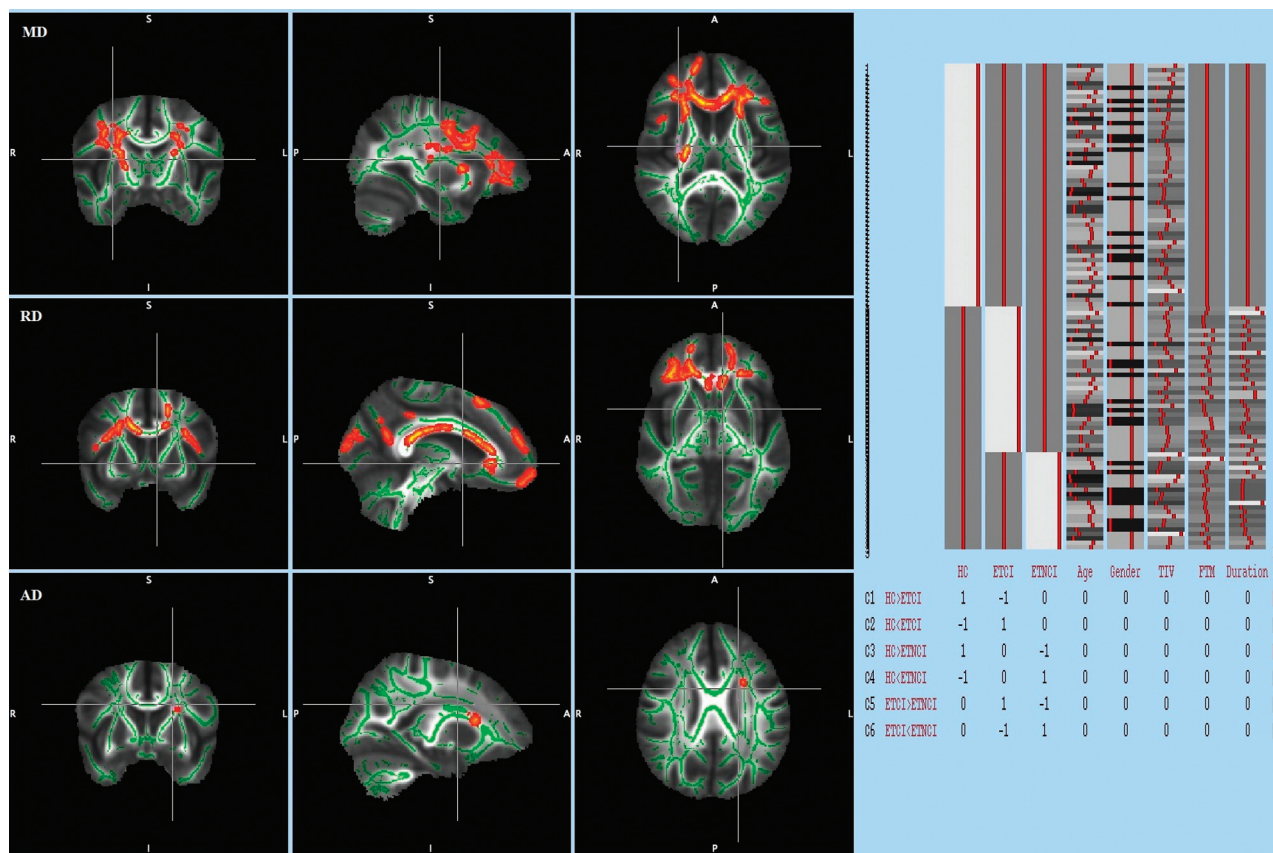 MD
S
S
A
R
L
P
A
R
L
I
I
P
RD
S
S
A
R
L
P
A
R
L
I
I
P
AD
S
S
A
R
L
P
A
R
L
I
I
P
HC ETCI ETNCI Age Gender TIV FTM Duration
C1 HC>ETCI 1 -1 0 0 0 0 0 0
C2 HC<ETCI -1 1 0 0 0 0 0 0
C3 HC>ETNCI 1 0 -1 0 0 0 0 0
C4 HC<ETNCI -1 0 1 0 0 0 0 0
C5 ETCI>ETNCI 0 1 -1 0 0 0 0 0
C6 ETCI<ETNCI 0 -1 1 0 0 0 0 0